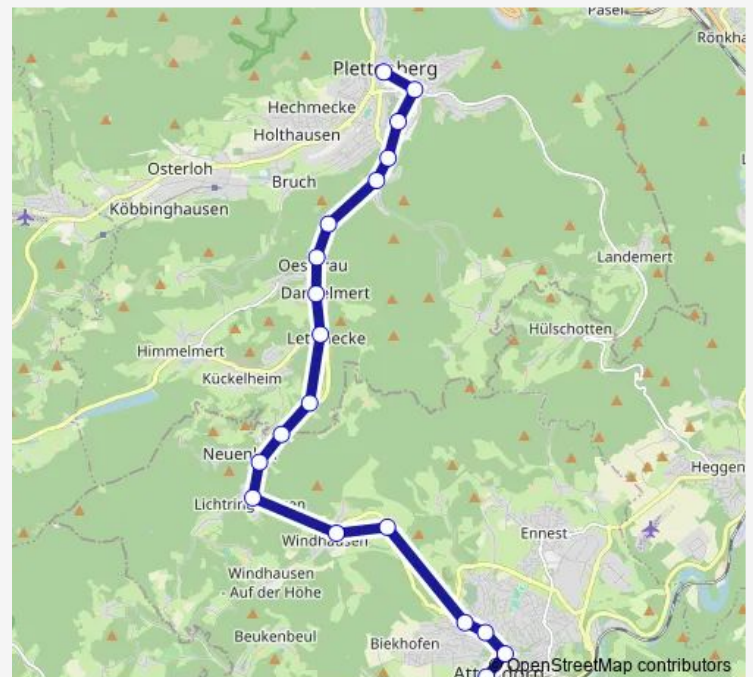 Pasel
Rönkha
Plettenberg
Hechmecke
Holthausen
Osterloh
Bruch
Köbbinghausen
Landemert
Hülschotten
Himmelmert
Kückelheim
Heggen
Windhausen
Ennest
Windhausen
- Auf der Höhe
Beukenbeul
Biekhofen
© OpenStreetMap contributors